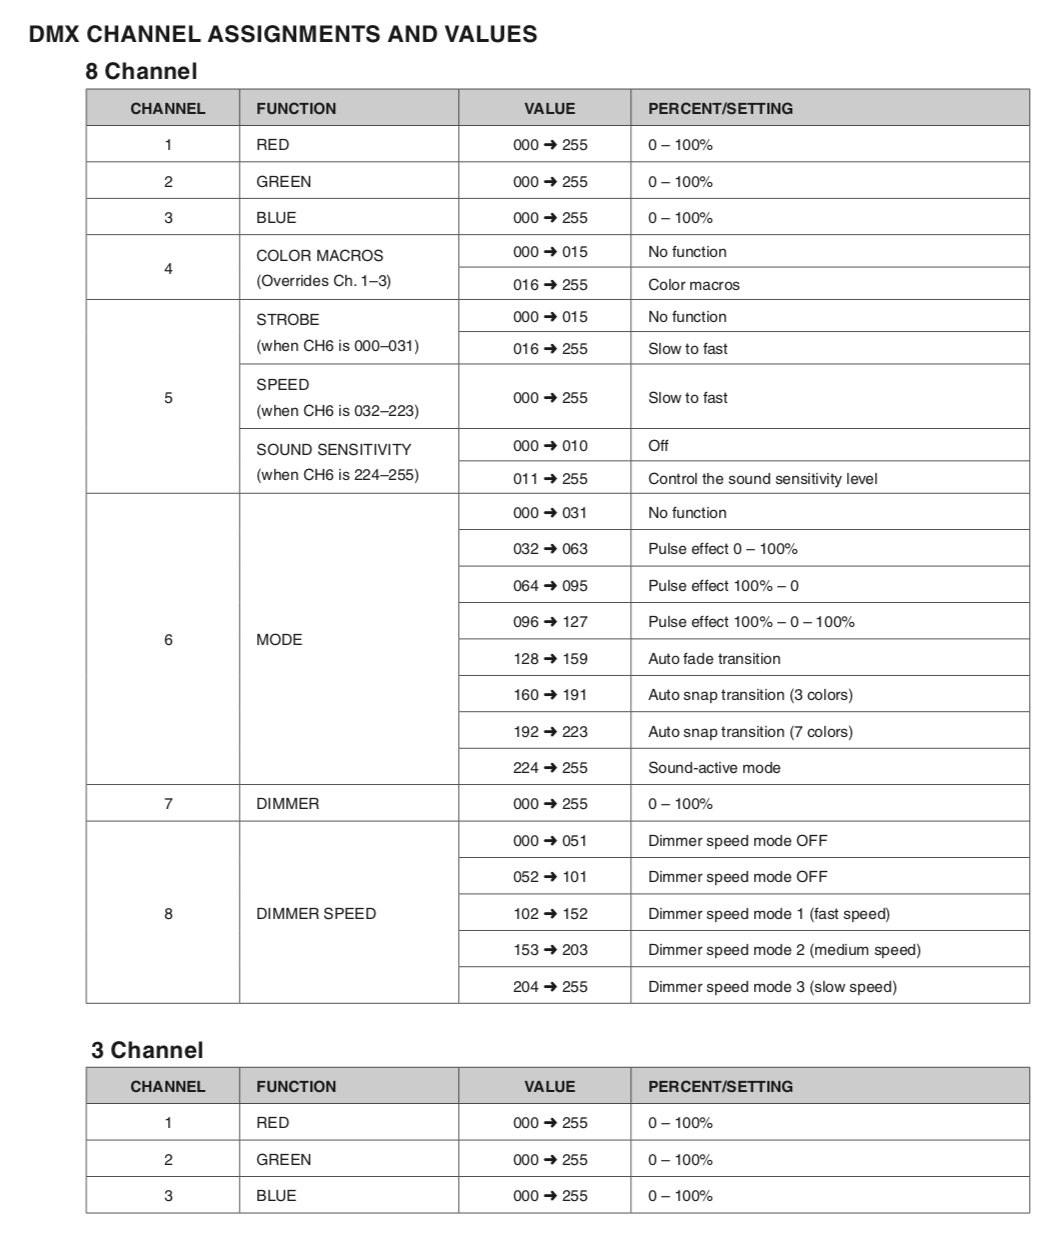 DMX CHANNEL ASSIGNMENTS AND VALUES
8 Channel
CHANNEL FUNCTION VALUE PERCENT/SETTING
1 RED 000 ➜ 255 0 – 100%
2 GREEN 000 ➜ 255 0 – 100%
3 BLUE 000 ➜ 255 0 – 100%
4 COLOR MACROS 000 ➜ 015 No function
(Overrides Ch. 1–3) 016 ➜ 255 Color macros
5 STROBE 000 ➜ 015 No function
(when CH6 is 000–031) 016 ➜ 255 Slow to fast
SPEED 000 ➜ 255 Slow to fast
(when CH6 is 032–223)
SOUND SENSITIVITY 000 ➜ 010 Off
(when CH6 is 224–255) 011 ➜ 255 Control the sound sensitivity level
6 MODE 000 ➜ 031 No function
032 ➜ 063 Pulse effect 0 – 100%
064 ➜ 095 Pulse effect 100% – 0
096 ➜ 127 Pulse effect 100% – 0 – 100%
128 ➜ 159 Auto fade transition
160 ➜ 191 Auto snap transition (3 colors)
192 ➜ 223 Auto snap transition (7 colors)
224 ➜ 255 Sound-active mode
7 DIMMER 000 ➜ 255 0 – 100%
8 DIMMER SPEED 000 ➜ 051 Dimmer speed mode OFF
052 ➜ 101 Dimmer speed mode OFF
102 ➜ 152 Dimmer speed mode 1 (fast speed)
153 ➜ 203 Dimmer speed mode 2 (medium speed)
204 ➜ 255 Dimmer speed mode 3 (slow speed)
3 Channel
CHANNEL FUNCTION VALUE PERCENT/SETTING
1 RED 000 ➜ 255 0 – 100%
2 GREEN 000 ➜ 255 0 – 100%
3 BLUE 000 ➜ 255 0 – 100%